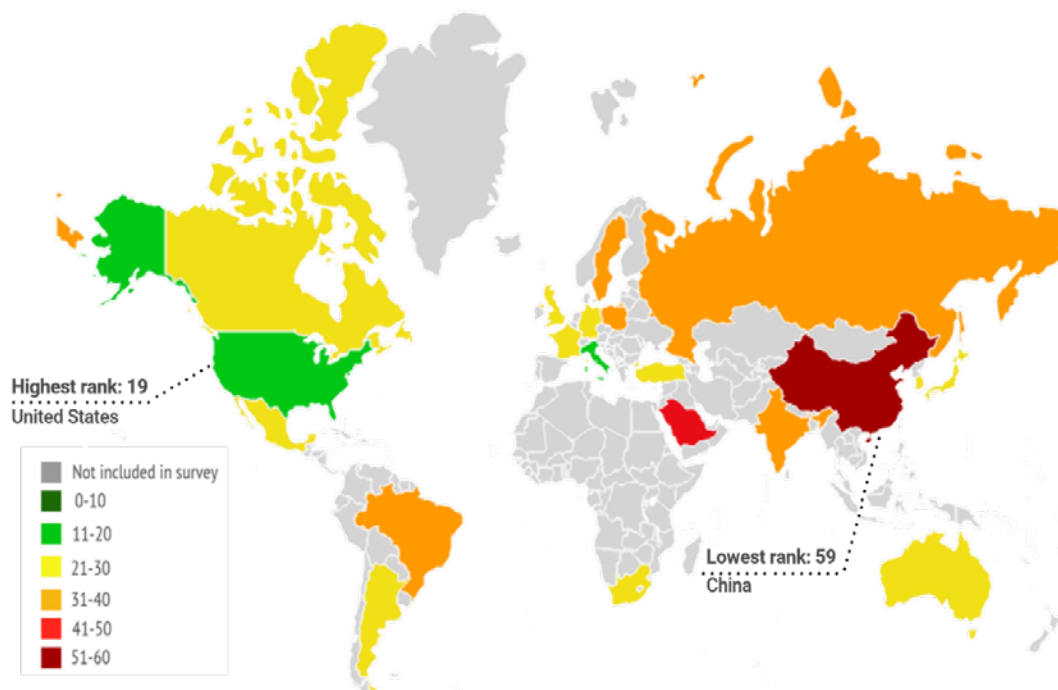 Highest rank: 19
United States
Not included in survey
0-10
11-20
21-30
31-40
41-50
51-60
Lowest rank: 59
China